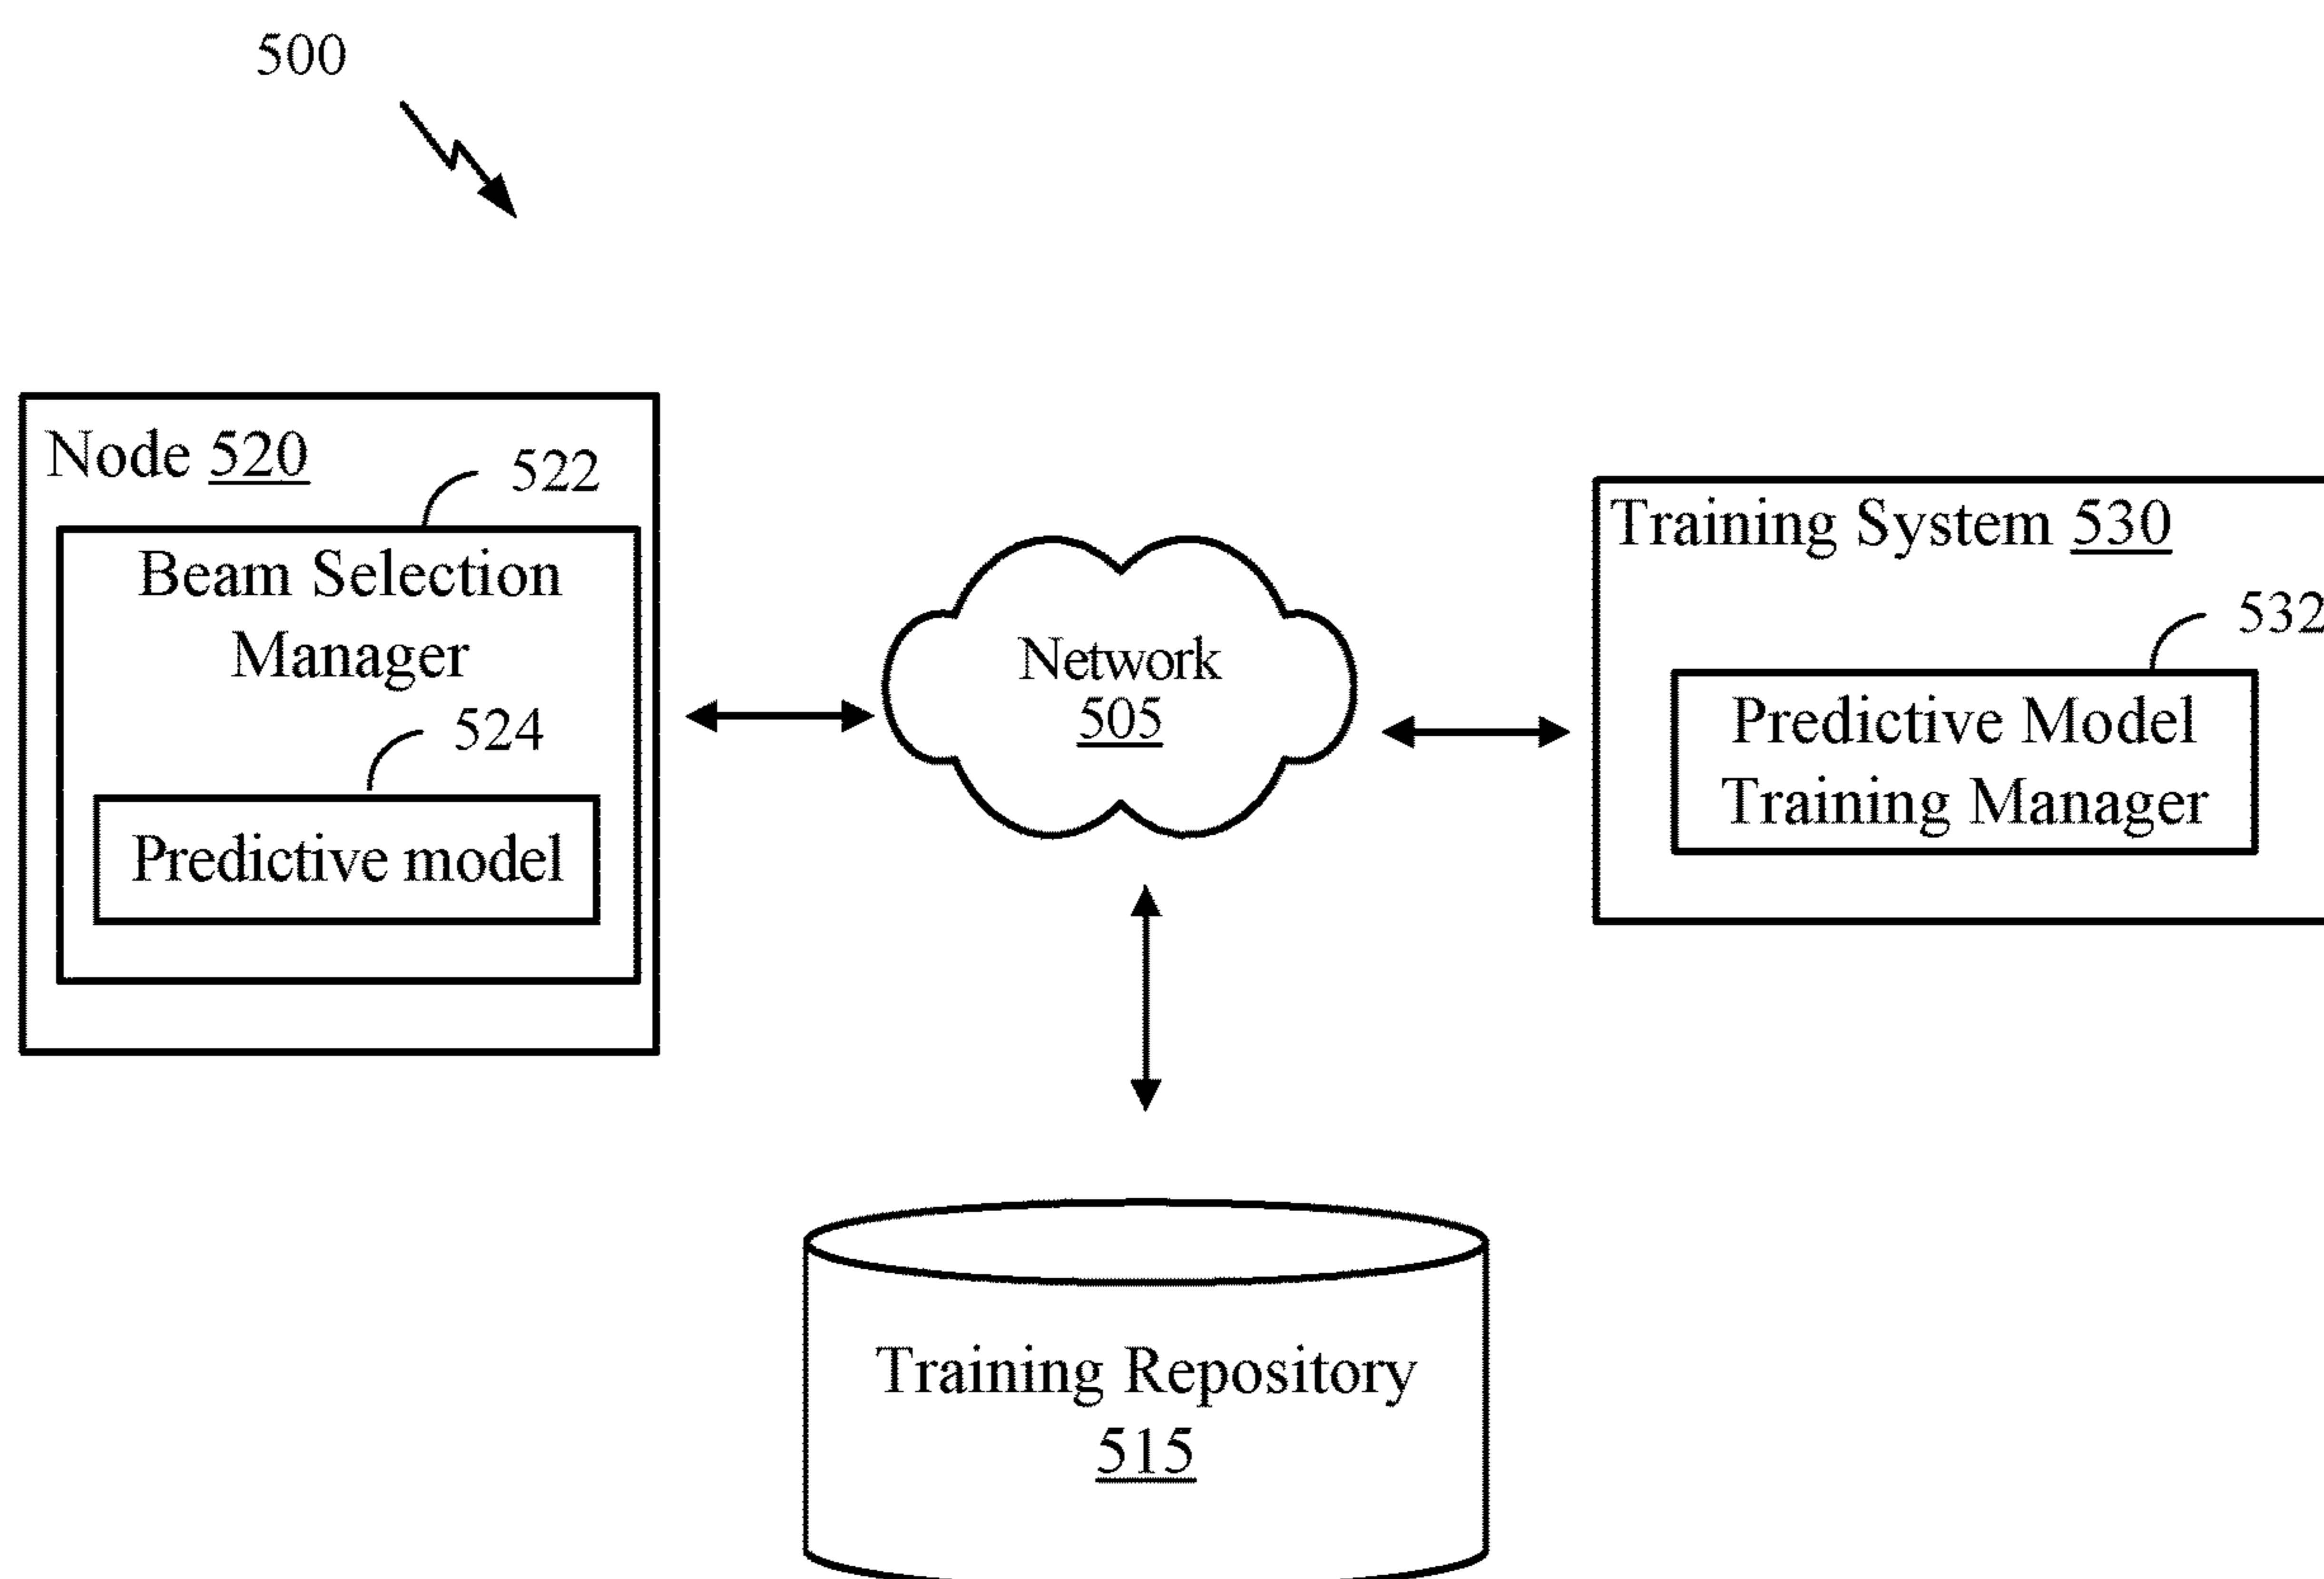 500
Node 520
522
Beam Selection
Manager
524
Predictive model
Network
505
Training System 530
532
Predictive Model
Training Manager
Training Repository
515